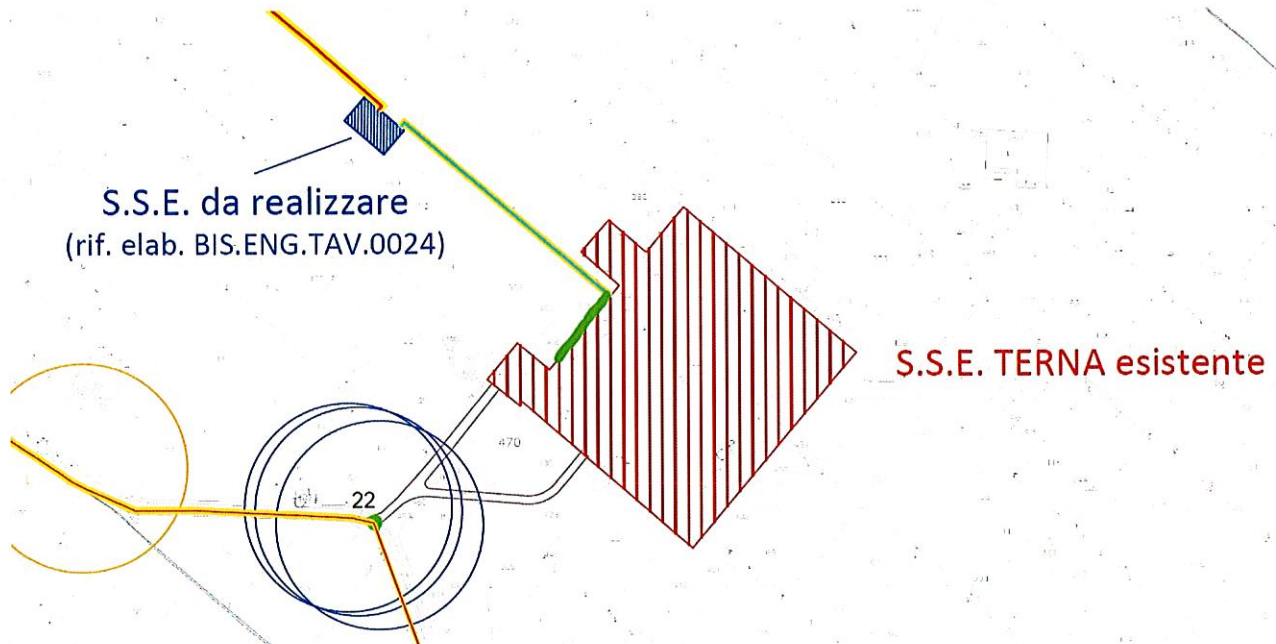 S.S.E. da realizzare
(rif. elab. BIS.ENG.TAV.0024)
S.S.E. TERNA esistente
470
22